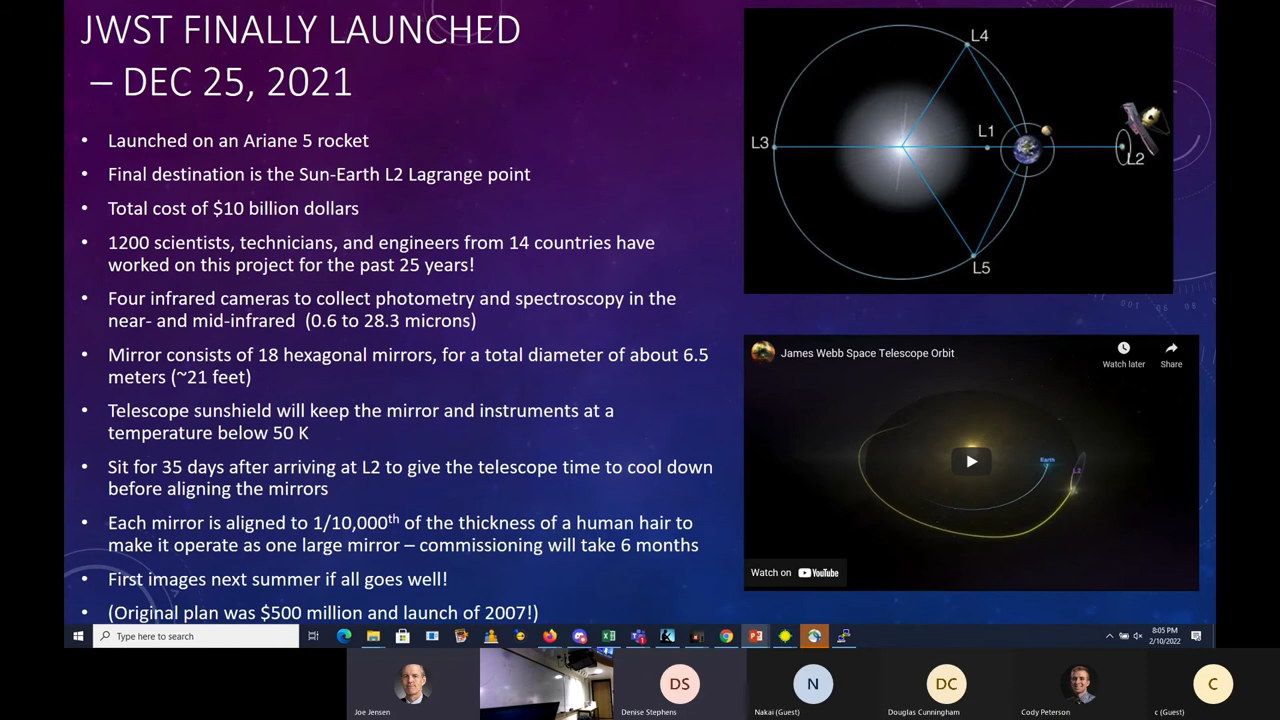 JWST FINALLY LAUNCHED
– DEC 25, 2021
• Launched on an Ariane 5 rocket
• Final destination is the Sun-Earth L2 Lagrange point
• Total cost of $10 billion dollars
• 1200 scientists, technicians, and engineers from 14 countries have
worked on this project for the past 25 years!
• Four infrared cameras to collect photometry and spectroscopy in the
near- and mid-infrared (0.6 to 28.3 microns)
• Mirror consists of 18 hexagonal mirrors, for a total diameter of about 6.5
meters (~21 feet)
• Telescope sunshield will keep the mirror and instruments at a
temperature below 50 K
• Sit for 35 days after arriving at L2 to give the telescope time to cool down
before aligning the mirrors
• Each mirror is aligned to 1/10,000th of the thickness of a human hair to
make it operate as one large mirror – commissioning will take 6 months
• First images next summer if all goes well!
• (Original plan was $500 million and launch of 2007!)
L4
L3
L1
L2
L5
James Webb Space Telescope Orbit
Watch later
Share
Earth
L2
Watch on YouTube
Type here to search
8:05 PM
2/10/2022
DS
N
DC
C
Joe Jensen
Denise Stephens
Nakai (Guest)
Douglas Cunningham
Cody Peterson
c (Guest)